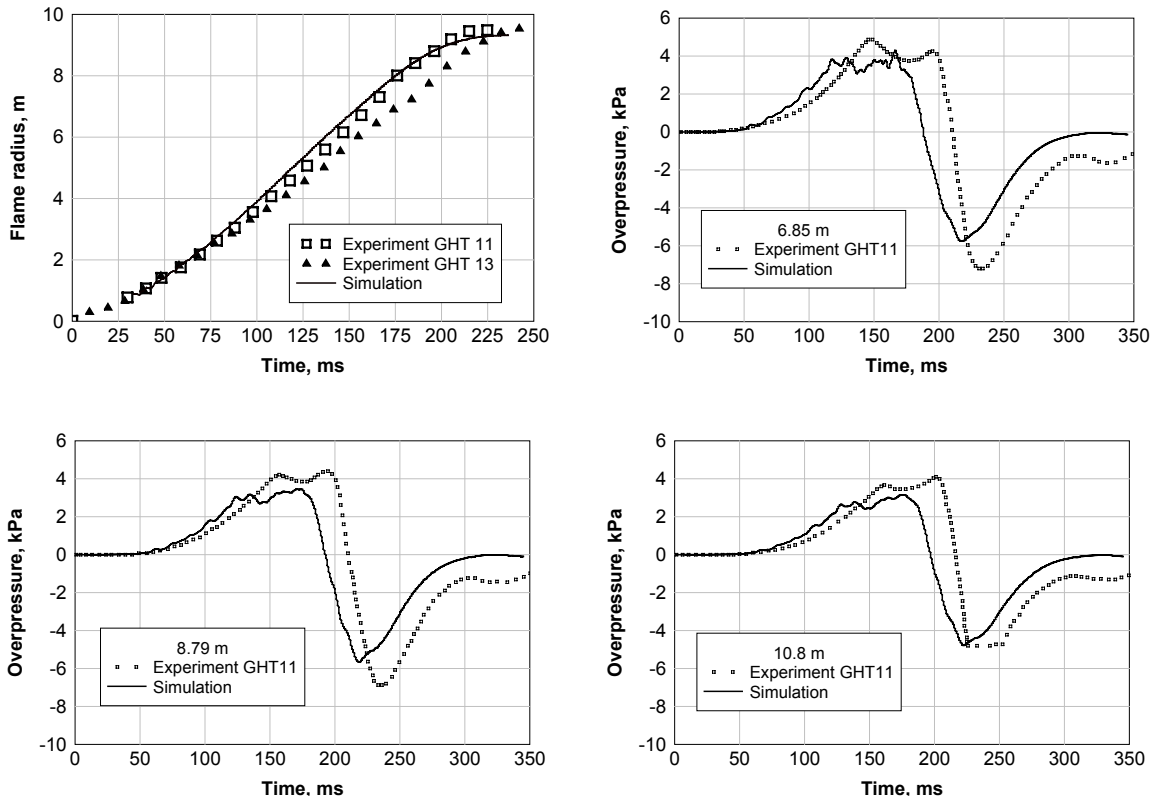 10
8
6
4
2
0
Flame radius, m
Experiment GHT 11
Experiment GHT 13
Simulation
0 25 50 75 100 125 150 175 200 225 250
Time, ms
6
4
2
0
-2
-4
-6
-8
-10
Overpressure, kPa
6.85 m
Experiment GHT11
Simulation
0 50 100 150 200 250 300 350
Time, ms
6
4
2
0
-2
-4
-6
-8
-10
Overpressure, kPa
8.79 m
Experiment GHT11
Simulation
0 50 100 150 200 250 300 350
Time, ms
6
4
2
0
-2
-4
-6
-8
-10
Overpressure, kPa
10.8 m
Experiment GHT11
Simulation
0 50 100 150 200 250 300 350
Time, ms